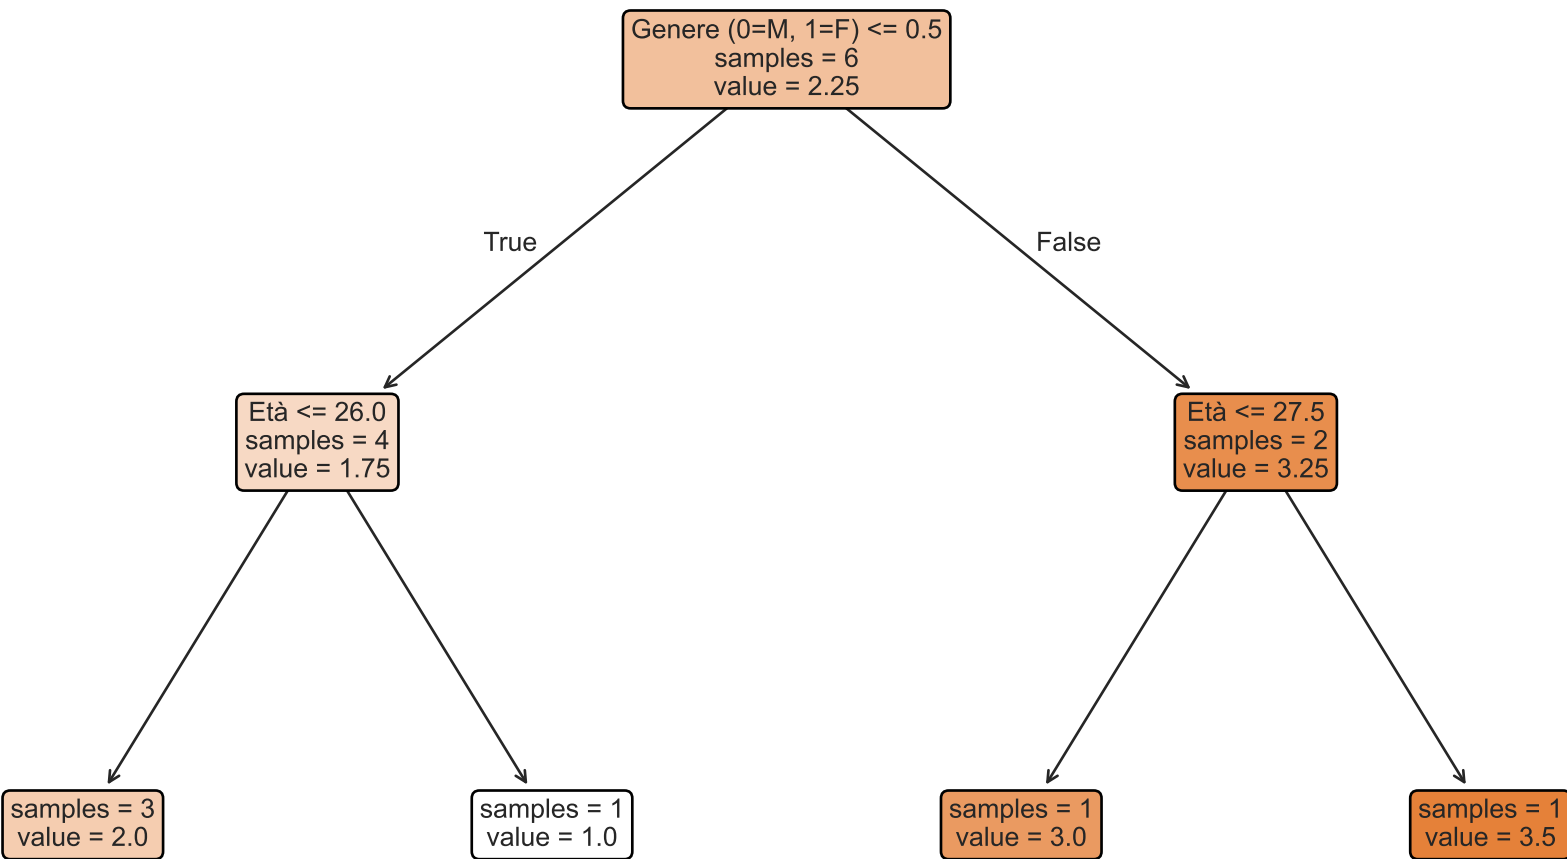 Genere (0=M, 1=F) <= 0.5
samples = 6
value = 2.25
True
False
Età <= 26.0
samples = 4
value = 1.75
Età <= 27.5
samples = 2
value = 3.25
samples = 3
value = 2.0
samples = 1
value = 1.0
samples = 1
value = 3.0
samples = 1
value = 3.5